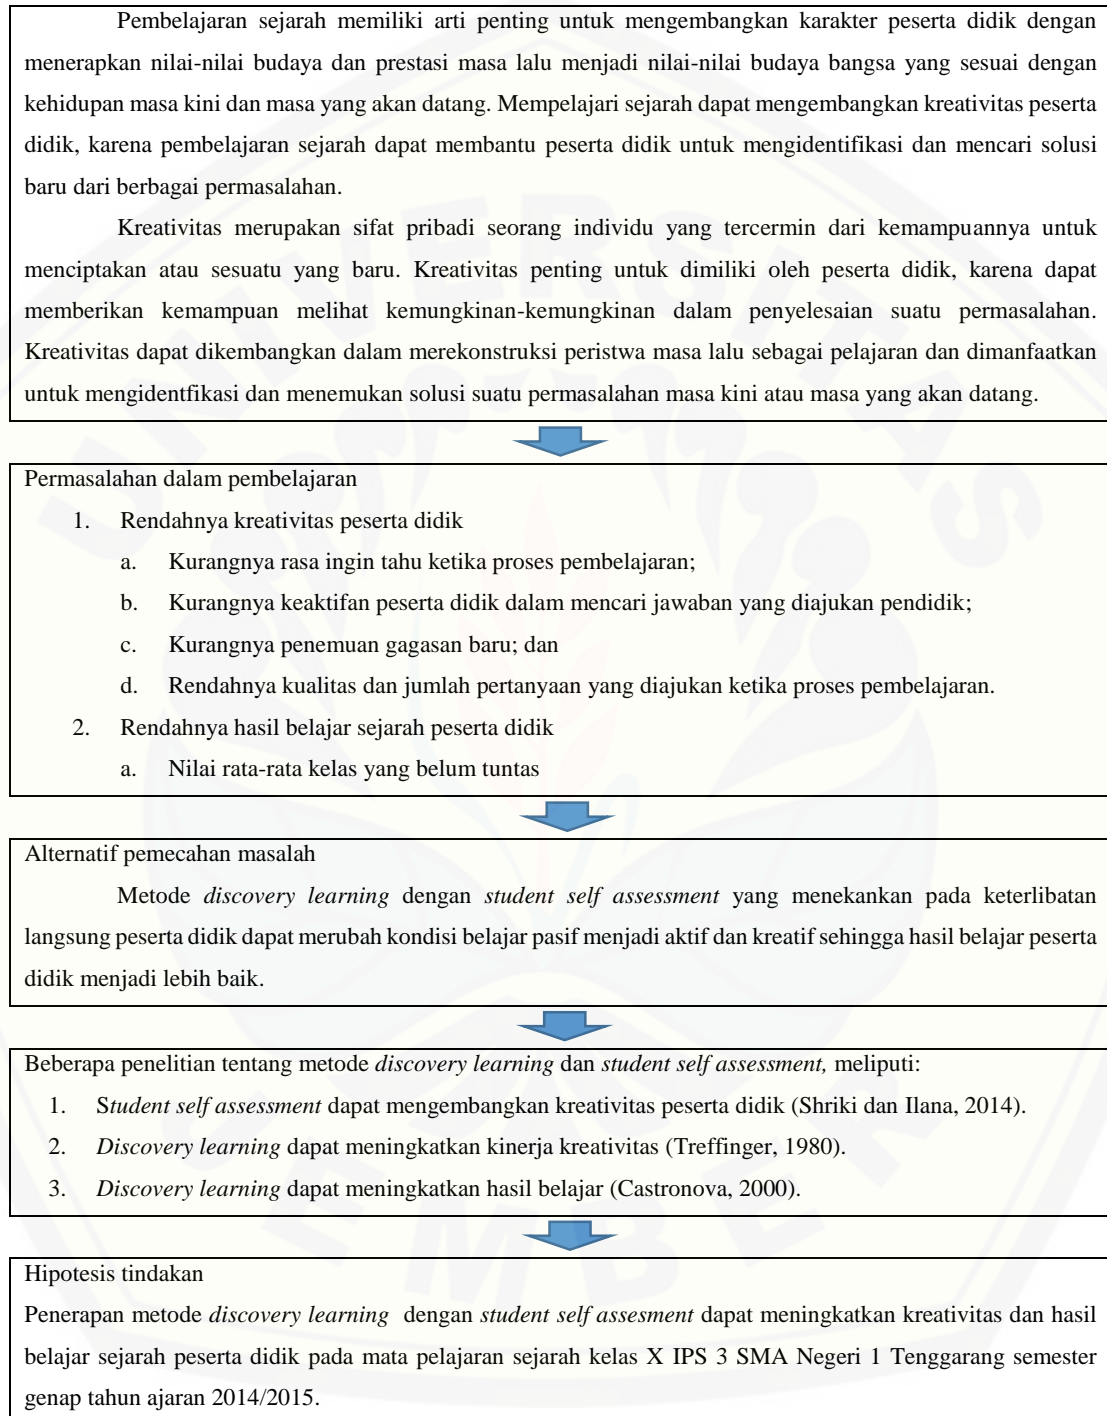 Pembelajaran sejarah memiliki arti penting untuk mengembangkan karakter peserta didik dengan
menerapkan nilai-nilai budaya dan prestasi masa lalu menjadi nilai-nilai budaya bangsa yang sesuai dengan
kehidupan masa kini dan masa yang akan datang. Mempelajari sejarah dapat mengembangkan kreativitas peserta
didik, karena pembelajaran sejarah dapat membantu peserta didik untuk mengidentifikasi dan mencari solusi
baru dari berbagai permasalahan.
Kreativitas merupakan sifat pribadi seorang individu yang tercermin dari kemampuannya untuk
menciptakan atau sesuatu yang baru. Kreativitas penting untuk dimiliki oleh peserta didik, karena dapat
memberikan kemampuan melihat kemungkinan-kemungkinan dalam penyelesaian suatu permasalahan.
Kreativitas dapat dikembangkan dalam merekonstruksi peristwa masa lalu sebagai pelajaran dan dimanfaatkan
untuk mengidentfikasi dan menemukan solusi suatu permasalahan masa kini atau masa yang akan datang.
Permasalahan dalam pembelajaran
1. Rendahnya kreativitas peserta didik
a. Kurangnya rasa ingin tahu ketika proses pembelajaran;
b. Kurangnya keaktifan peserta didik dalam mencari jawaban yang diajukan pendidik;
c. Kurangnya penemuan gagasan baru; dan
d. Rendahnya kualitas dan jumlah pertanyaan yang diajukan ketika proses pembelajaran.
2. Rendahnya hasil belajar sejarah peserta didik
a. Nilai rata-rata kelas yang belum tuntas
Alternatif pemecahan masalah
Metode discovery learning dengan student self assessment yang menekankan pada keterlibatan
langsung peserta didik dapat merubah kondisi belajar pasif menjadi aktif dan kreatif sehingga hasil belajar peserta
didik menjadi lebih baik.
Beberapa penelitian tentang metode discovery learning dan student self assessment, meliputi:
1. Student self assessment dapat mengembangkan kreativitas peserta didik (Shriki dan Ilana, 2014).
2. Discovery learning dapat meningkatkan kinerja kreativitas (Treffinger, 1980).
3. Discovery learning dapat meningkatkan hasil belajar (Castronova, 2000).
Hipotesis tindakan
Penerapan metode discovery learning dengan student self assesment dapat meningkatkan kreativitas dan hasil
belajar sejarah peserta didik pada mata pelajaran sejarah kelas X IPS 3 SMA Negeri 1 Tenggarang semester
genap tahun ajaran 2014/2015.
UNIVERSITAS
JEMBER